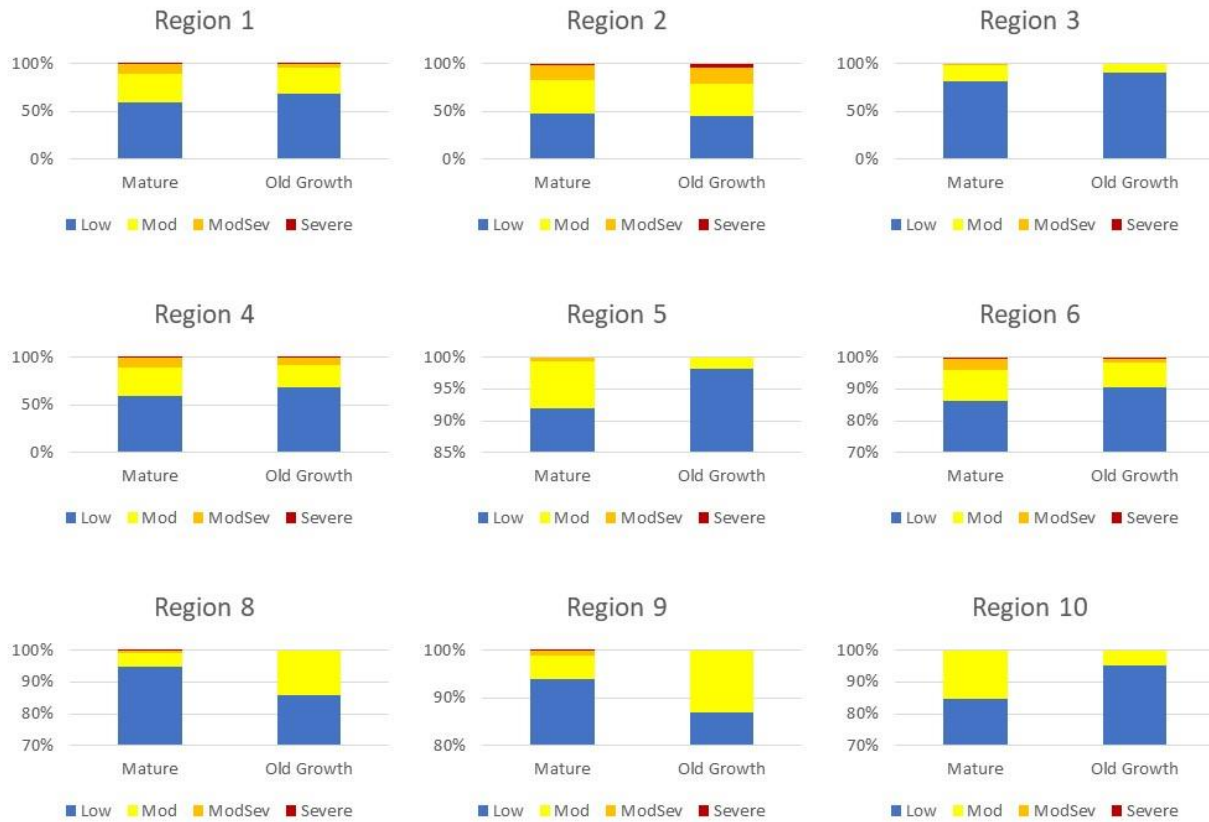 Region 1
100%
50%
0%
Mature Old Growth
Low Mod ModSev Severe
Region 2
100%
50%
0%
Mature Old Growth
Low Mod ModSev Severe
Region 3
100%
50%
0%
Mature Old Growth
Low Mod ModSev Severe
Region 4
100%
50%
0%
Mature Old Growth
Low Mod ModSev Severe
Region 5
100%
95%
90%
85%
Mature Old Growth
Low Mod ModSev Severe
Region 6
100%
90%
80%
70%
Mature Old Growth
Low Mod ModSev Severe
Region 8
100%
90%
80%
70%
Mature Old Growth
Low Mod ModSev Severe
Region 9
100%
90%
80%
Mature Old Growth
Low Mod ModSev Severe
Region 10
100%
90%
80%
70%
Mature Old Growth
Low Mod ModSev Severe